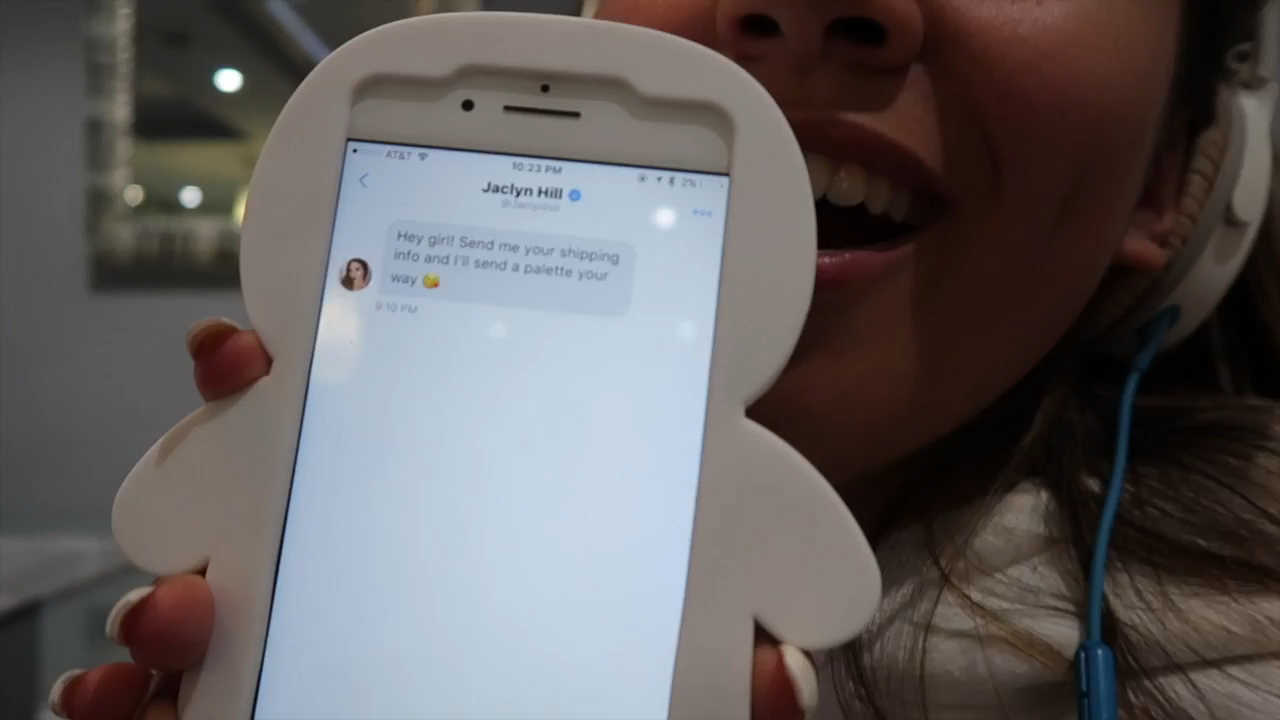 AT&T
10:23 PM
2%
Jaclyn Hill
Hey girl! Send me your shipping
info and I'll send a palette your
way 😘
9:10 PM